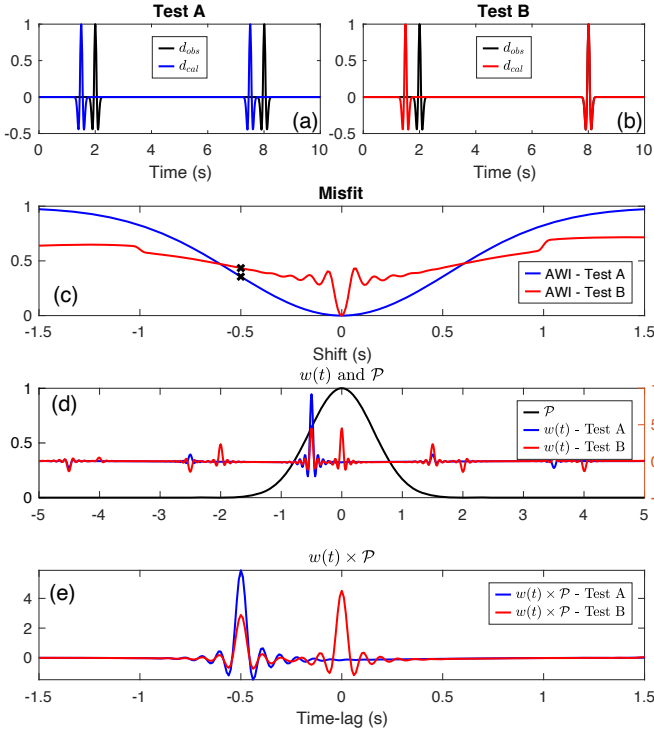 Test A
Test B
1
0.5
0
-0.5
d_obs
d_cal
(a)
0 2 4 6 8 10
Time (s)
1
0.5
0
-0.5
d_obs
d_cal
(b)
0 2 4 6 8 10
Time (s)
Misfit
1
0.5
0
(c)
AWI - Test A
AWI - Test B
-1.5 -1 -0.5 0 0.5 1 1.5
Shift (s)
w(t) and 𝒫
(d)
1
0.5
0
𝒫
w(t) - Test A
w(t) - Test B
-5 -4 -3 -2 -1 0 1 2 3 4 5
w(t) × 𝒫
(e)
4
2
0
w(t) × 𝒫 - Test A
w(t) × 𝒫 - Test B
-1.5 -1 -0.5 0 0.5 1 1.5
Time-lag (s)